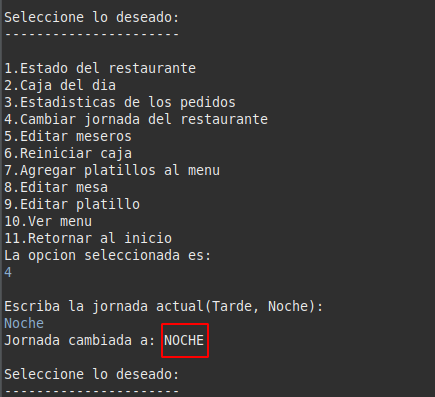 Seleccione lo deseado:
----------------------
1.Estado del restaurante
2.Caja del dia
3.Estadisticas de los pedidos
4.Cambiar jornada del restaurante
5.Editar meseros
6.Reiniciar caja
7.Agregar platillos al menu
8.Editar mesa
9.Editar platillo
10.Ver menu
11.Retornar al inicio
La opcion seleccionada es:
4
Escriba la jornada actual(Tarde, Noche):
Noche
Jornada cambiada a: NOCHE
Seleccione lo deseado:
----------------------